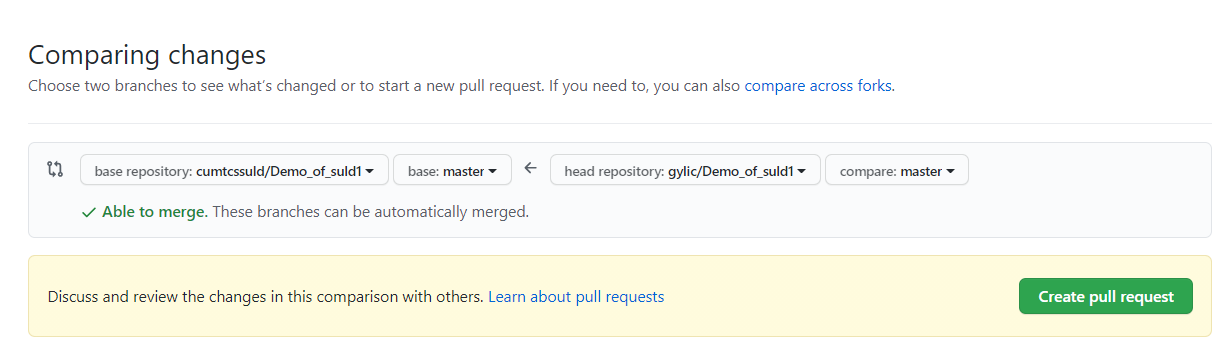 Comparing changes
Choose two branches to see what's changed or to start a new pull request. If you need to, you can also compare across forks.
base repository: cumtcssuld/Demo_of_suld1 base: master head repository: gylic/Demo_of_suld1 compare: master
Able to merge. These branches can be automatically merged.
Discuss and review the changes in this comparison with others. Learn about pull requests Create pull request